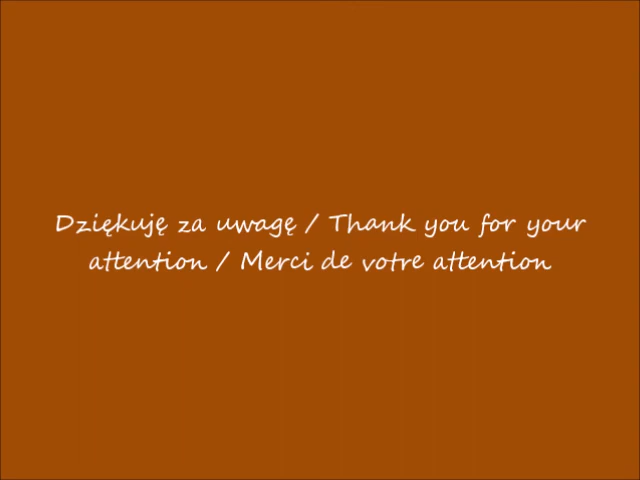 Dziękuję za uwagę / Thank you for your
attention / Merci de votre attention